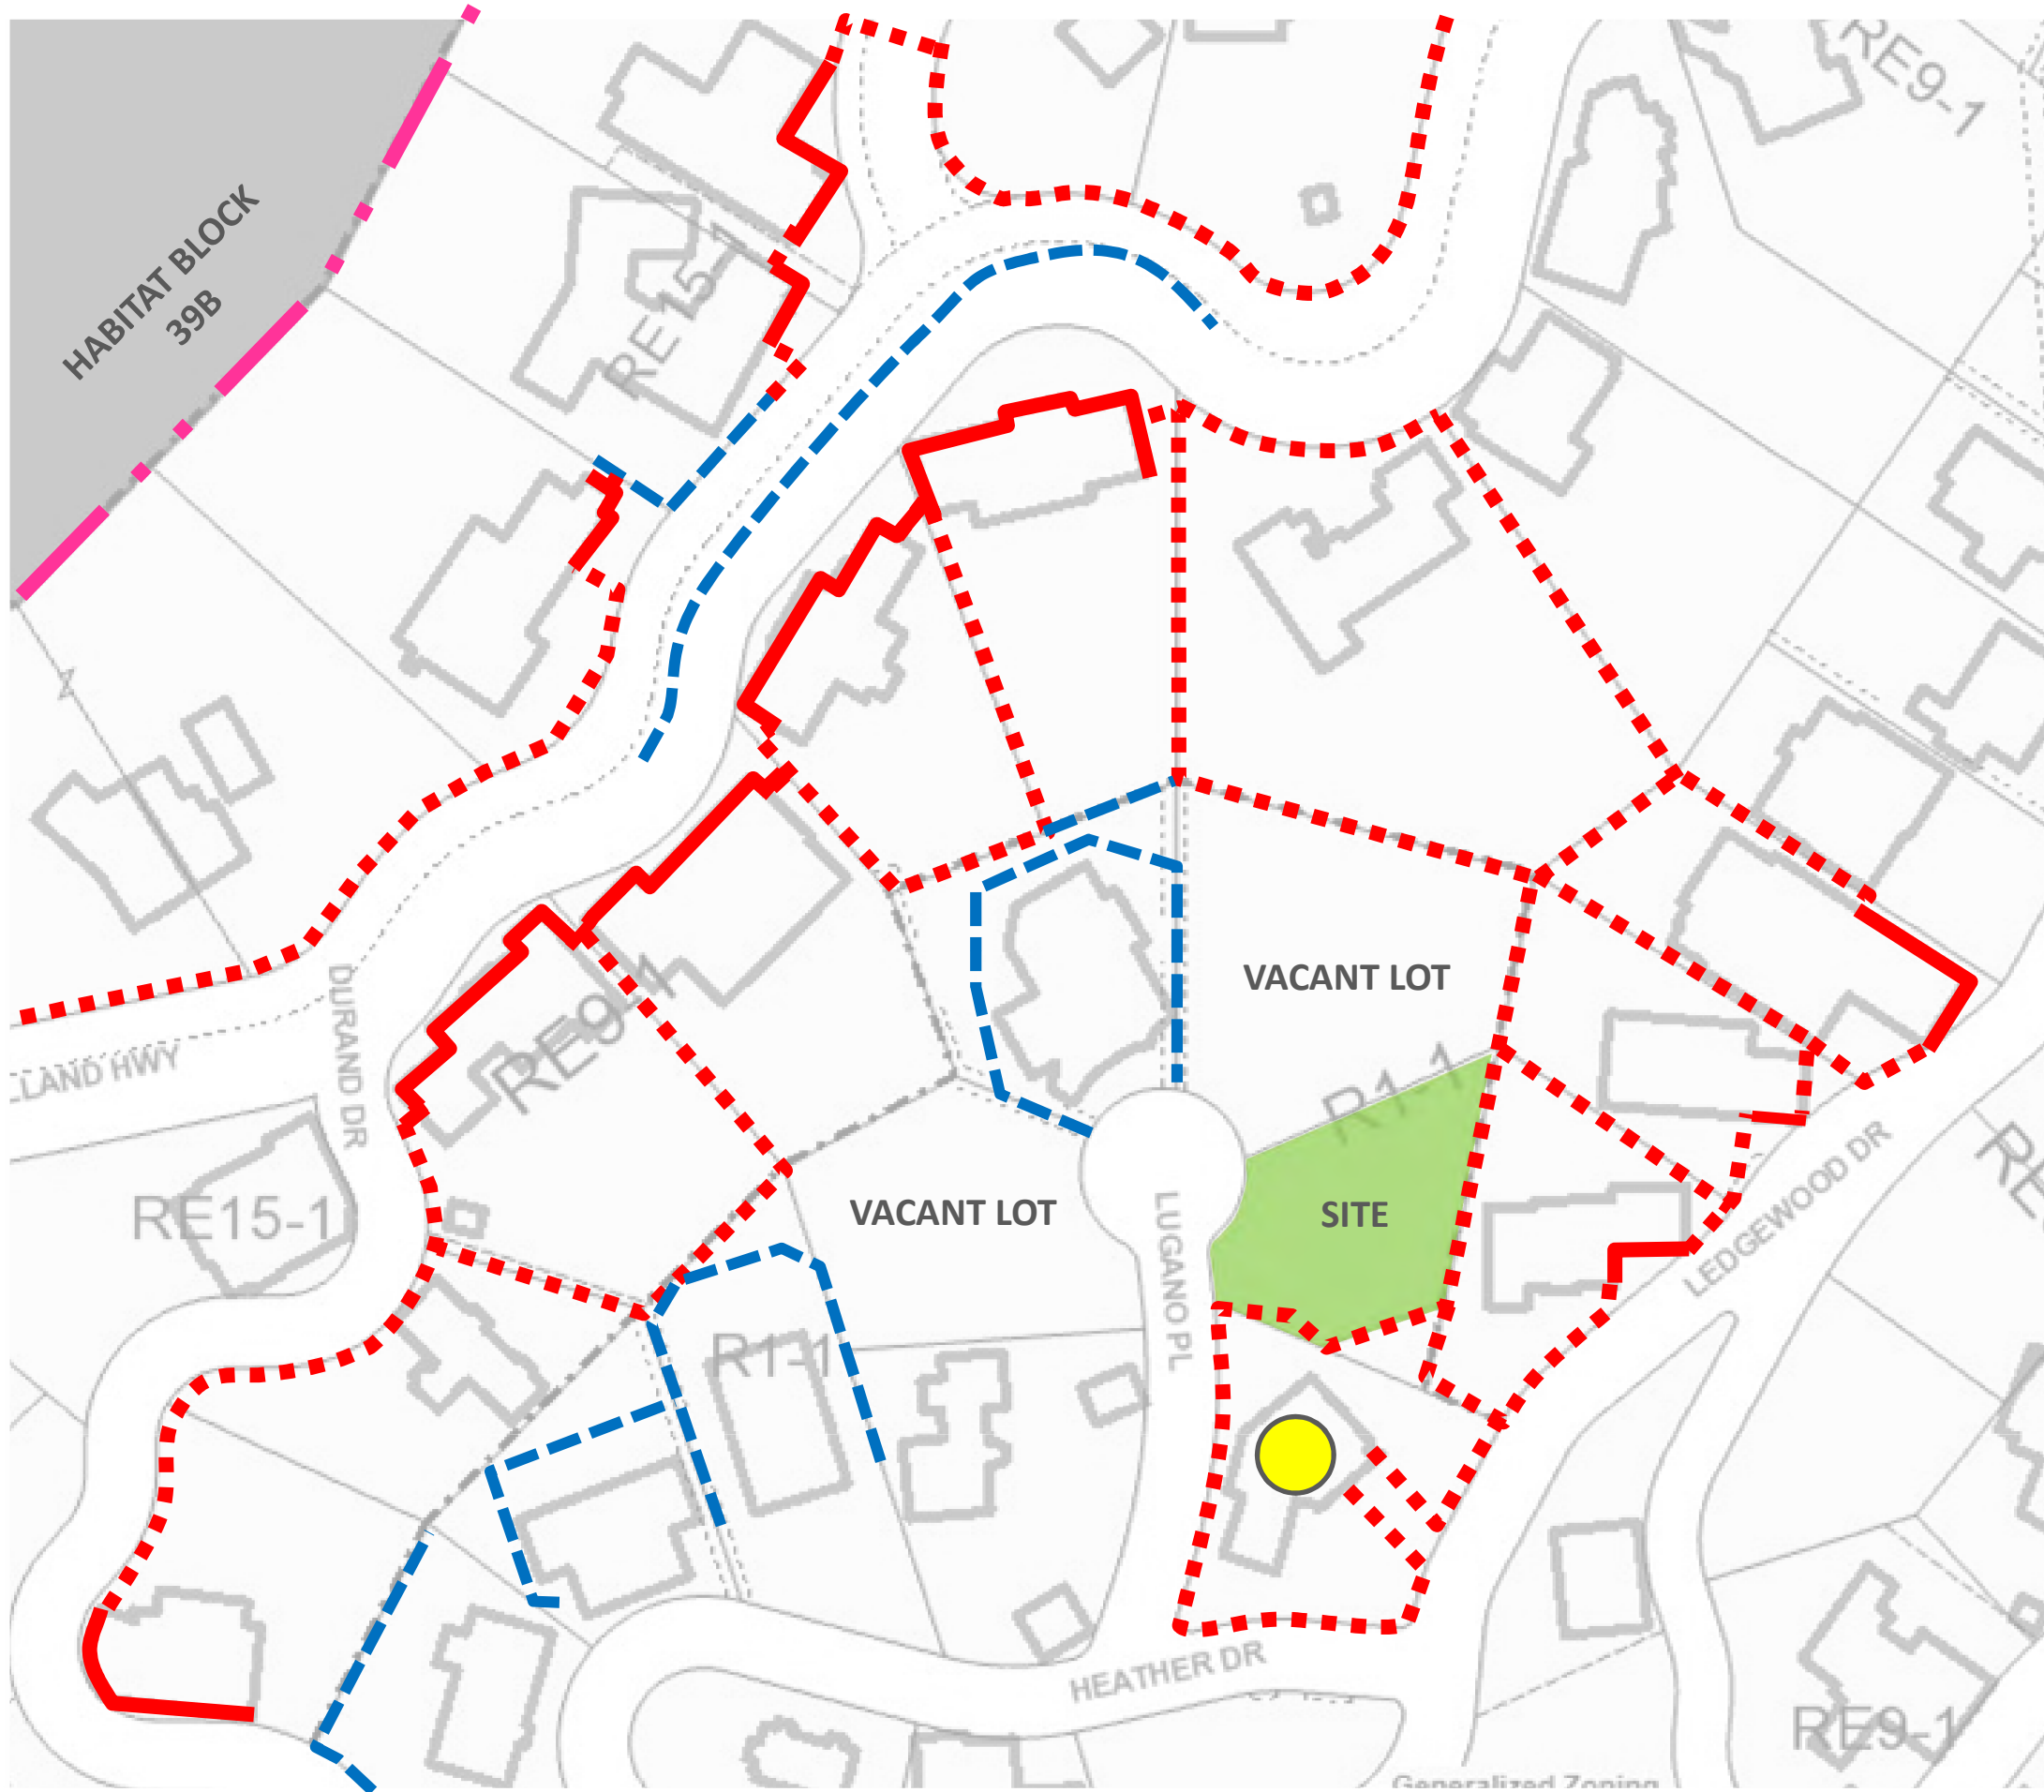 RE9-1
HABITAT BLOCK
39B
RE15-1
Z
VACANT LOT
DURAND DR
RE9-1
LAND HWY
R1-1
LEDGEWOOD DR
RE15-1
VACANT LOT
LUGANO PL
SITE
R1-1
HEATHER DR
RE9-1
Generalized Zoning